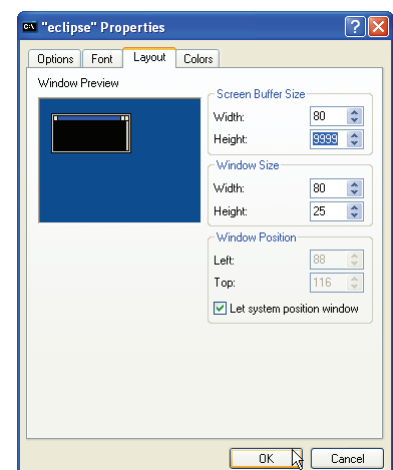 "eclipse" Properties
Options Font Layout Colors
Window Preview
Screen Buffer Size
Width: 80
Height: 9999
Window Size
Width: 80
Height: 25
Window Position
Left: 88
Top: 116
Let system position window
OK Cancel